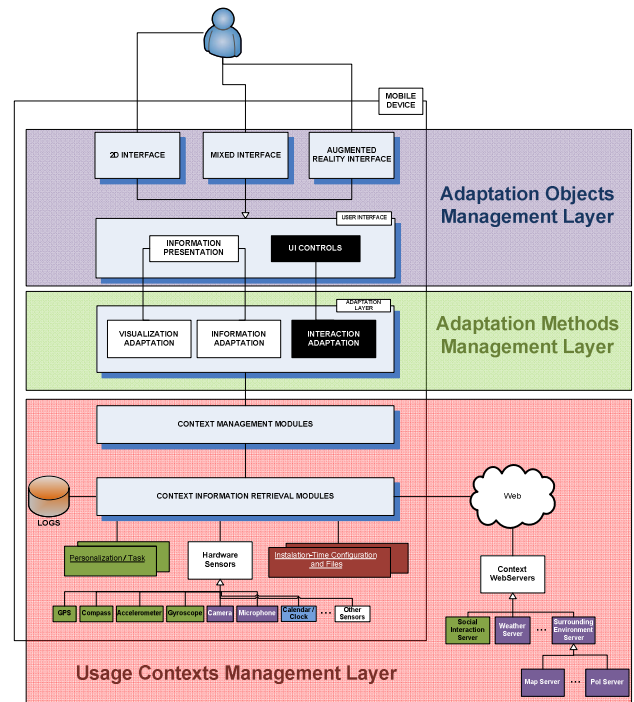 MOBILE
DEVICE
2D INTERFACE
MIXED INTERFACE
AUGMENTED
REALITY INTERFACE
Adaptation Objects
Management Layer
USER INTERFACE
INFORMATION
PRESENTATION
UI CONTROLS
ADAPTATION
LAYER
VISUALIZATION
ADAPTATION
INFORMATION
ADAPTATION
INTERACTION
ADAPTATION
Adaptation Methods
Management Layer
CONTEXT MANAGEMENT MODULES
CONTEXT INFORMATION RETRIEVAL MODULES
LOGS
Web
Personalization / Task
Hardware
Sensors
Instalation-Time Configuration
and Files
Context
WebServers
GPS
Compass
Accelerometer
Gyroscope
Camera
Microphone
Calendar /
Clock
...
Other
Sensors
Social
Interaction
Server
Weather
Server
...
Surrounding
Environment
Server
Map Server
...
PoI Server
Usage Contexts Management Layer